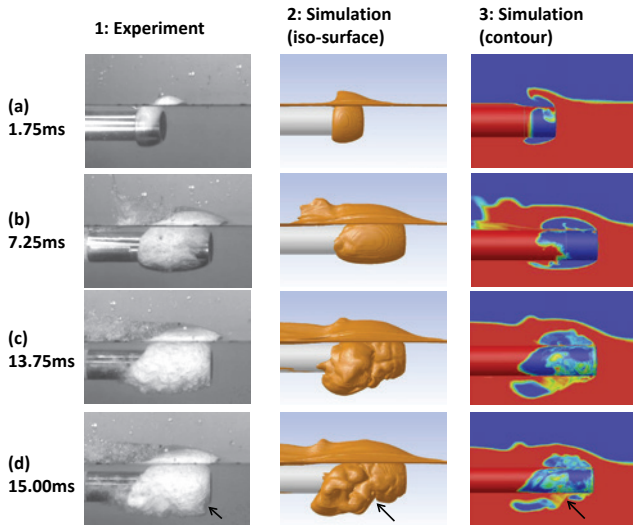 1: Experiment
2: Simulation
(iso-surface)
3: Simulation
(contour)
(a)
1.75ms
(b)
7.25ms
(c)
13.75ms
(d)
15.00ms